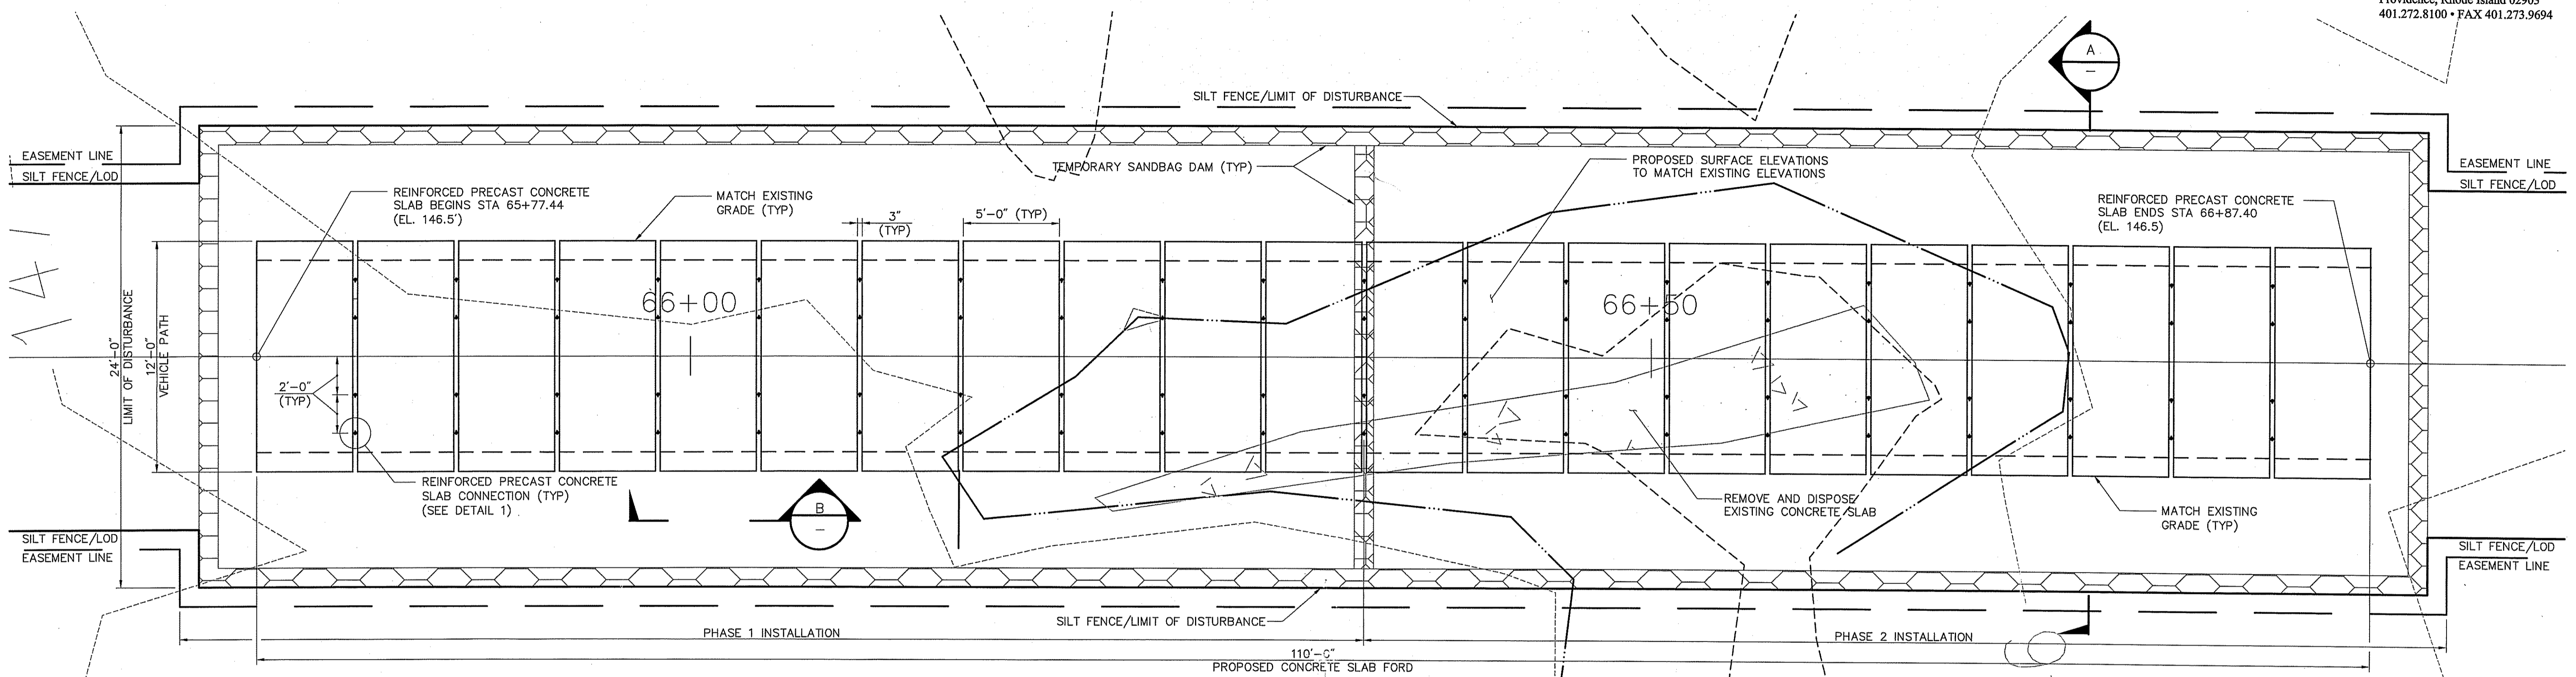 Providence, Rhode Island 02903
401.272.8100 • FAX 401.273.9694
A
–
SILT FENCE/LIMIT OF DISTURBANCE
EASEMENT LINE
SILT FENCE/LOD
TEMPORARY SANDBAG DAM (TYP)
PROPOSED SURFACE ELEVATIONS
TO MATCH EXISTING ELEVATIONS
EASEMENT LINE
SILT FENCE/LOD
REINFORCED PRECAST CONCRETE
SLAB BEGINS STA 65+77.44
(EL. 146.5')
MATCH EXISTING
GRADE (TYP)
3"
(TYP)
5'-0" (TYP)
REINFORCED PRECAST CONCRETE
SLAB ENDS STA 66+87.40
(EL. 146.5)
66+00
66+50
24'-0"
LIMIT OF DISTURBANCE
12'-0"
VEHICLE PATH
2'-0"
(TYP)
REINFORCED PRECAST CONCRETE
SLAB CONNECTION (TYP)
(SEE DETAIL 1)
B
–
REMOVE AND DISPOSE
EXISTING CONCRETE SLAB
MATCH EXISTING
GRADE (TYP)
SILT FENCE/LOD
EASEMENT LINE
SILT FENCE/LOD
EASEMENT LINE
SILT FENCE/LIMIT OF DISTURBANCE
PHASE 1 INSTALLATION
PHASE 2 INSTALLATION
110'-0"
PROPOSED CONCRETE SLAB FORD